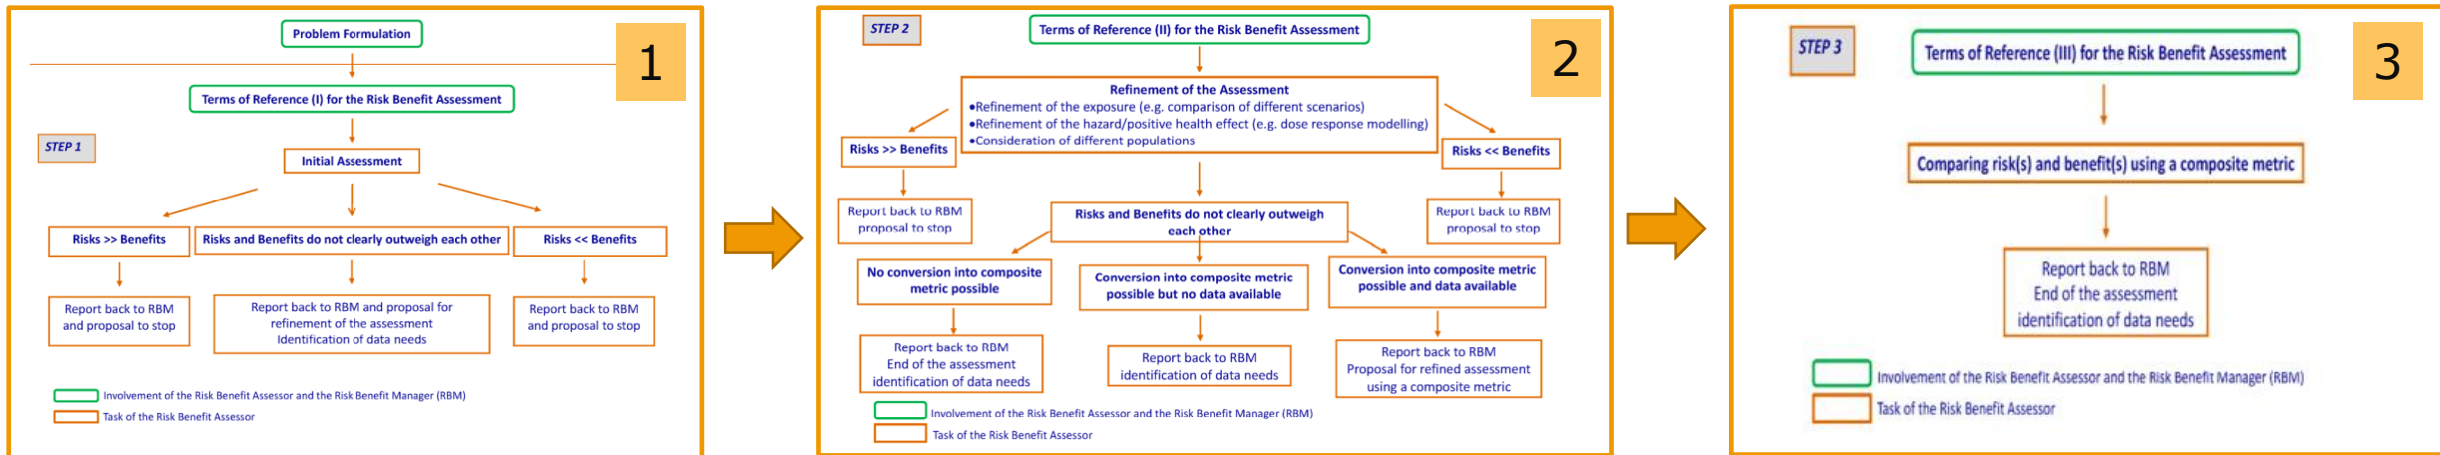 1
Problem Formulation
Terms of Reference (I) for the Risk Benefit Assessment
STEP 1
Initial Assessment
Risks >> Benefits
Risks and Benefits do not clearly outweigh each other
Risks << Benefits
Report back to RBM
and proposal to stop
Report back to RBM and proposal for
refinement of the assessment
Identification of data needs
Report back to RBM
and proposal to stop
Involvement of the Risk Benefit Assessor and the Risk Benefit Manager (RBM)
Task of the Risk Benefit Assessor
2
STEP 2
Terms of Reference (II) for the Risk Benefit Assessment
Refinement of the Assessment
•Refinement of the exposure (e.g. comparison of different scenarios)
•Refinement of the hazard/positive health effect (e.g. dose response modelling)
•Consideration of different populations
Risks >> Benefits
Risks << Benefits
Report back to RBM
proposal to stop
Risks and Benefits do not clearly outweigh
each other
Report back to RBM
proposal to stop
No conversion into composite
metric possible
Conversion into composite metric
possible but no data available
Conversion into composite metric
possible and data available
Report back to RBM
End of the assessment
identification of data needs
Report back to RBM
identification of data needs
Report back to RBM
Proposal for refined assessment
using a composite metric
Involvement of the Risk Benefit Assessor and the Risk Benefit Manager (RBM)
Task of the Risk Benefit Assessor
3
STEP 3
Terms of Reference (III) for the Risk Benefit Assessment
Comparing risk(s) and benefit(s) using a composite metric
Report back to RBM
End of the assessment
identification of data needs
Involvement of the Risk Benefit Assessor and the Risk Benefit Manager (RBM)
Task of the Risk Benefit Assessor